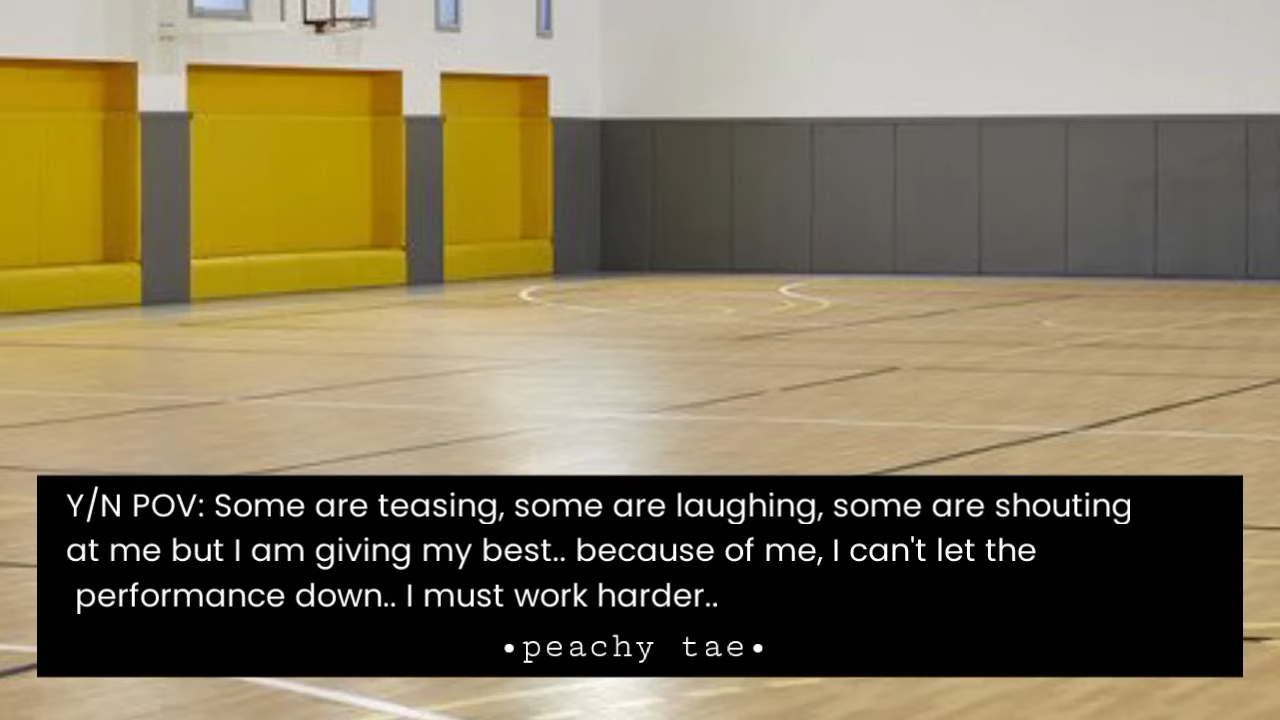 Y/N POV: Some are teasing, some are laughing, some are shouting
at me but I am giving my best.. because of me, I can't let the
performance down.. I must work harder..
•peachy tae•